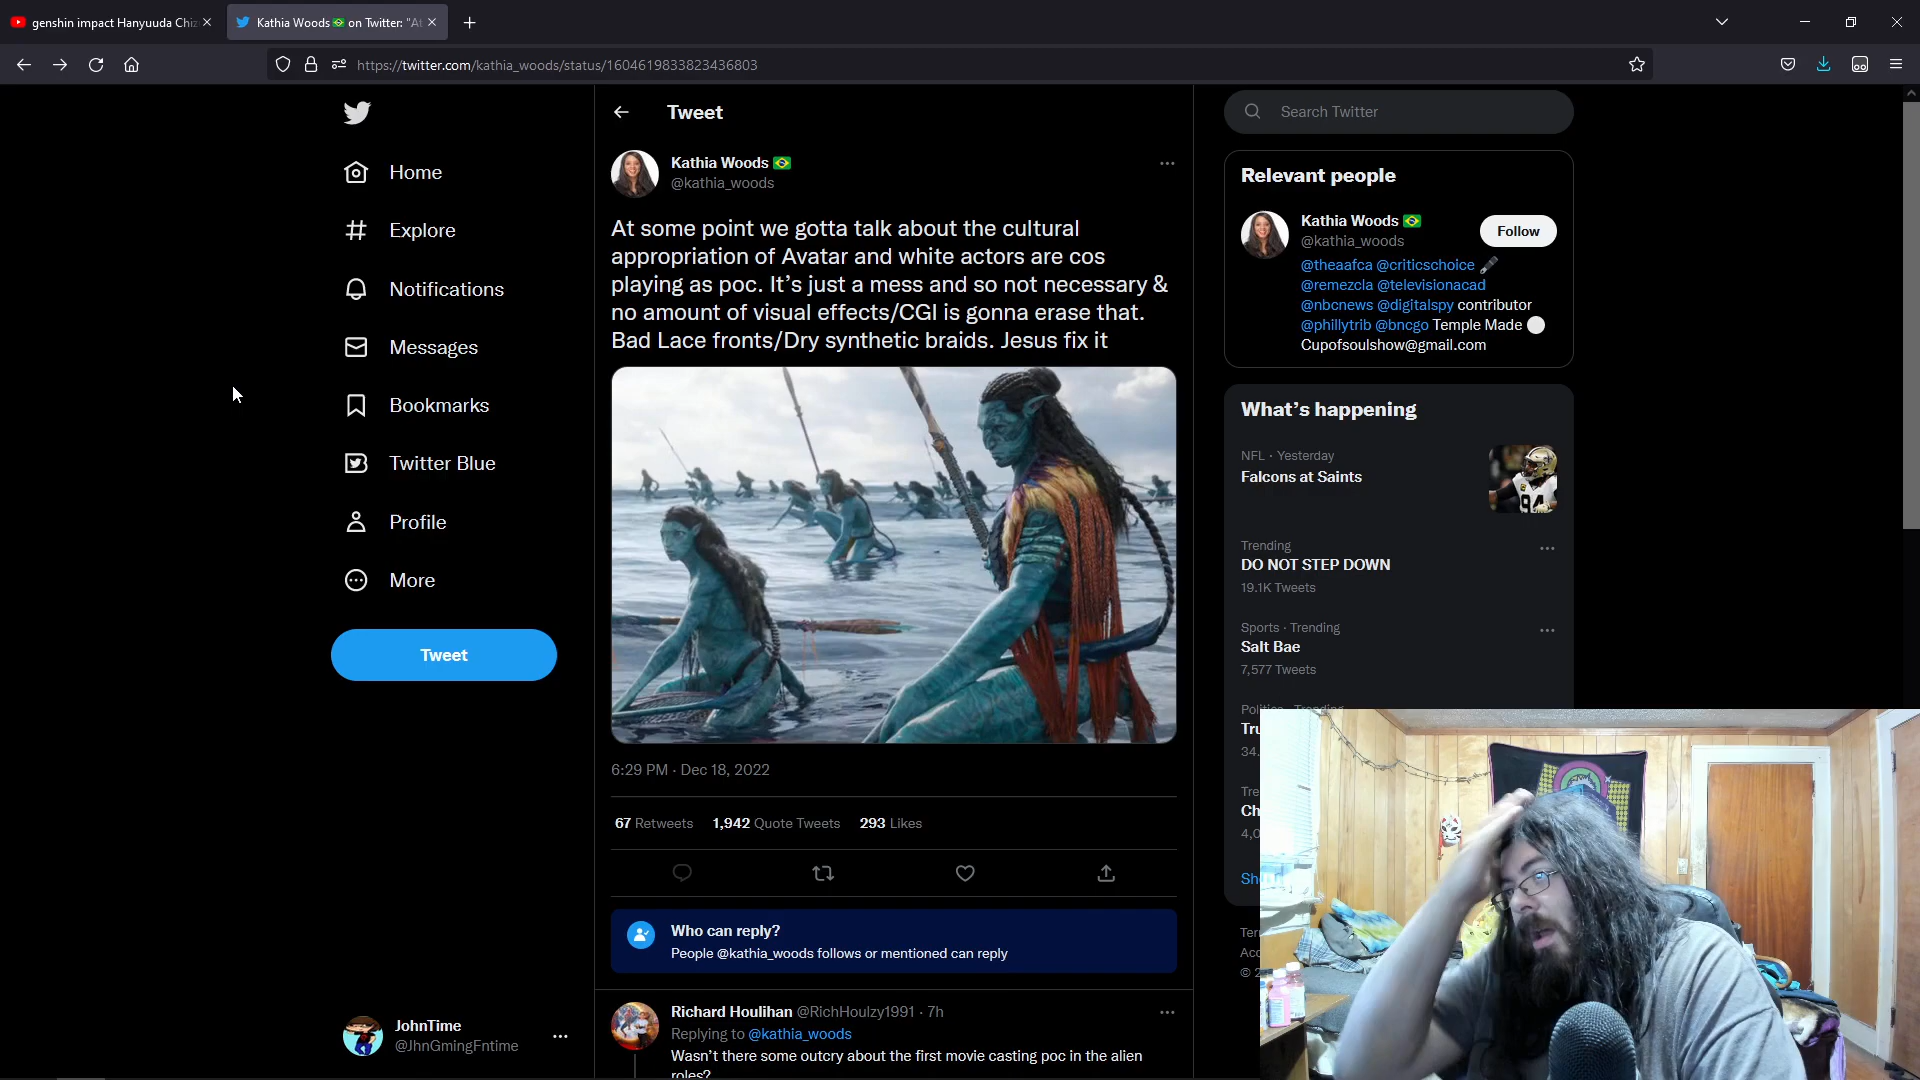 genshin impact Hanyuuda Chiz
Kathia Woods on Twitter: "At
https://twitter.com/kathia_woods/status/1604619833823436803
Home
Explore
Notifications
Messages
Bookmarks
Twitter Blue
Profile
More
Tweet
JohnTime
@JhnGmingFntime
Tweet
Kathia Woods
@kathia_woods
At some point we gotta talk about the cultural
appropriation of Avatar and white actors are cos
playing as poc. It’s just a mess and so not necessary &
no amount of visual effects/CGI is gonna erase that.
Bad Lace fronts/Dry synthetic braids. Jesus fix it
6:29 PM · Dec 18, 2022
67 Retweets 1,942 Quote Tweets 293 Likes
Who can reply?
People @kathia_woods follows or mentioned can reply
Richard Houlihan @RichHoulzy1991 · 7h
Replying to @kathia_woods
Wasn’t there some outcry about the first movie casting poc in the alien
roles?
Search Twitter
Relevant people
Kathia Woods
@kathia_woods
Follow
@theaafca @criticschoice
@remezcla @televisionacad
@nbcnews @digitalspy contributor
@phillytrib @bncgo Temple Made
Cupofsoulshow@gmail.com
What’s happening
NFL · Yesterday
Falcons at Saints
94
Trending
DO NOT STEP DOWN
19.1K Tweets
Sports · Trending
Salt Bae
7,577 Tweets
Politics · Trending
Tru
34.
Tre
Ch
4,0
Sh
Ter
Acc
© 2